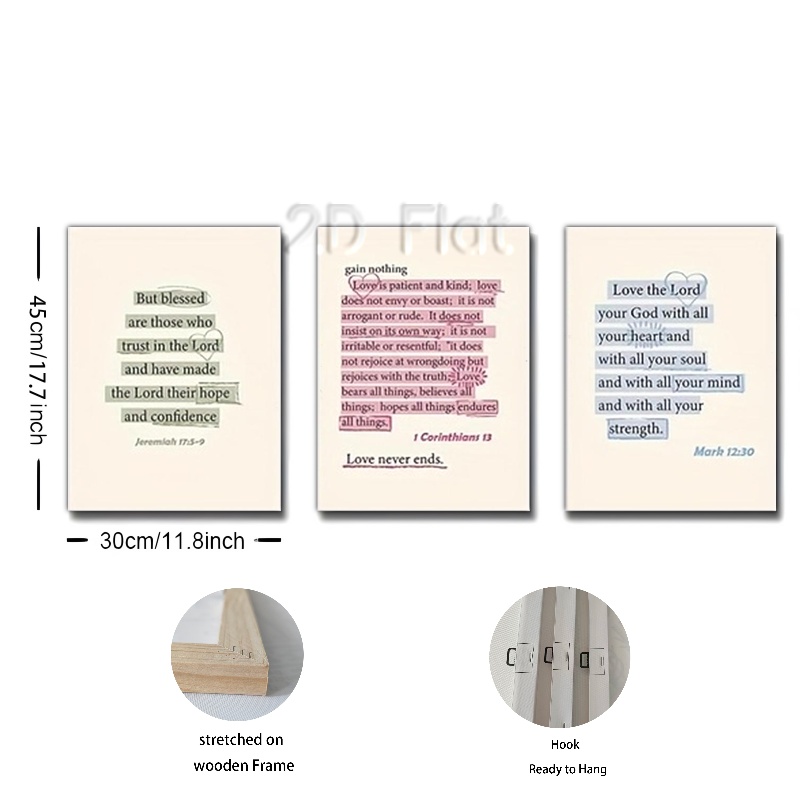 2D Flat
But blessed
are those who
trust in the Lord
and have made
the Lord their hope
and confidence
Jeremiah 17:5-9
gain nothing
Love is patient and kind; love
does not envy or boast; it is not
arrogant or rude. It does not
insist on its own way; it is not
irritable or resentful; "it does
not rejoice at wrongdoing but
rejoices with the truth; Love
bears all things, believes all
things; hopes all things endures
all things.
1 Corinthians 13
Love never ends.
Love the Lord
your God with all
your heart and
with all your soul
and with all your mind
and with all your
strength.
Mark 12:30
45cm/17.7inch
30cm/11.8inch
stretched on
wooden Frame
Hook
Ready to Hang